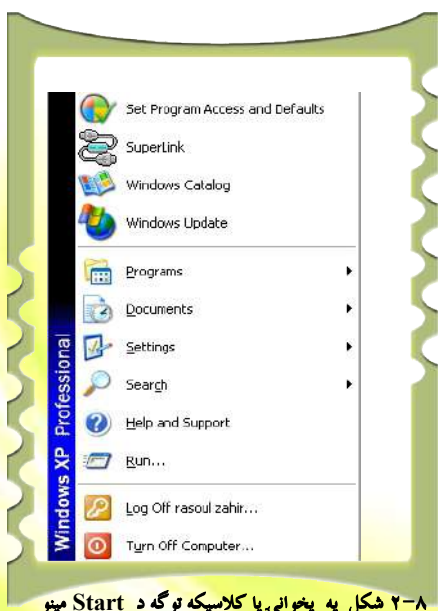 Set Program Access and Defaults
SuperLink
Windows Catalog
Windows Update
Programs
Documents
Settings
Search
Help and Support
Run...
Log Off rasoul zahir...
Turn Off Computer...
Windows XP Professional
۸-۲ شکل په پخوانی یا کلاسیکه توګه د Start مینو